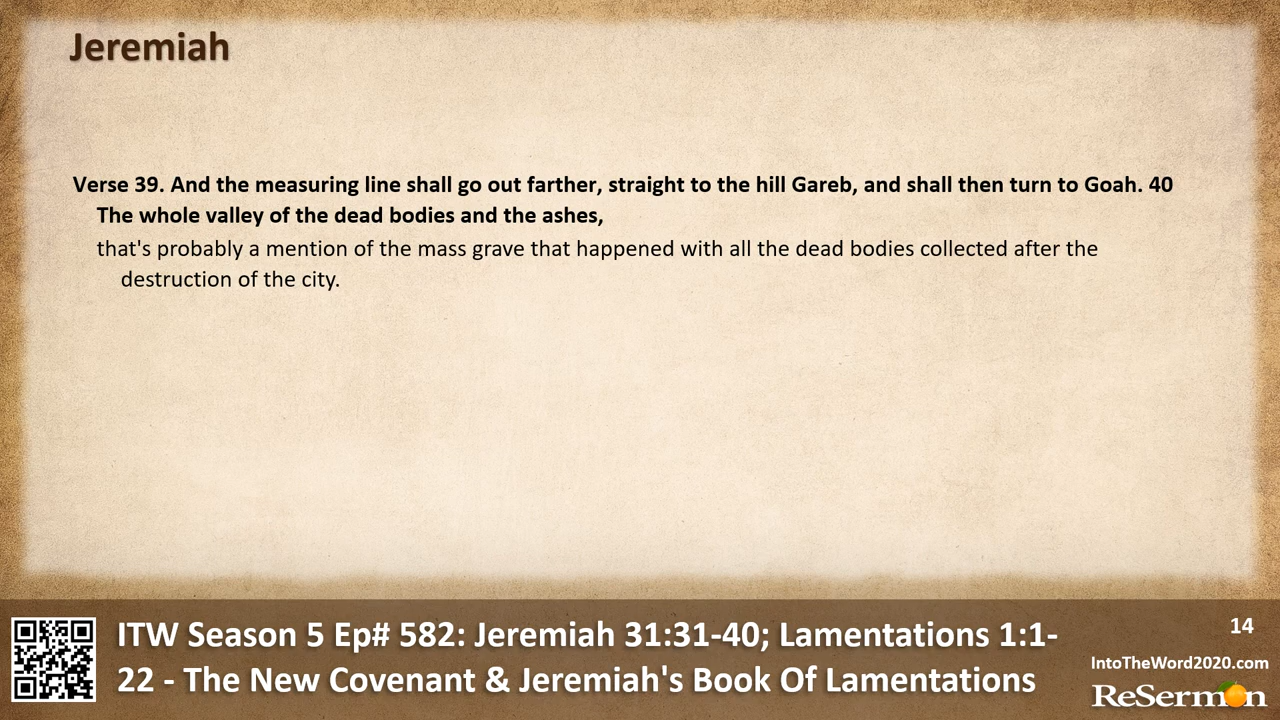 Jeremiah
Verse 39. And the measuring line shall go out farther, straight to the hill Gareb, and shall then turn to Goah. 40
The whole valley of the dead bodies and the ashes,
that's probably a mention of the mass grave that happened with all the dead bodies collected after the
destruction of the city.
ITW Season 5 Ep# 582: Jeremiah 31:31-40; Lamentations 1:1-
22 - The New Covenant & Jeremiah's Book Of Lamentations
14
IntoTheWord2020.com
ReSermon